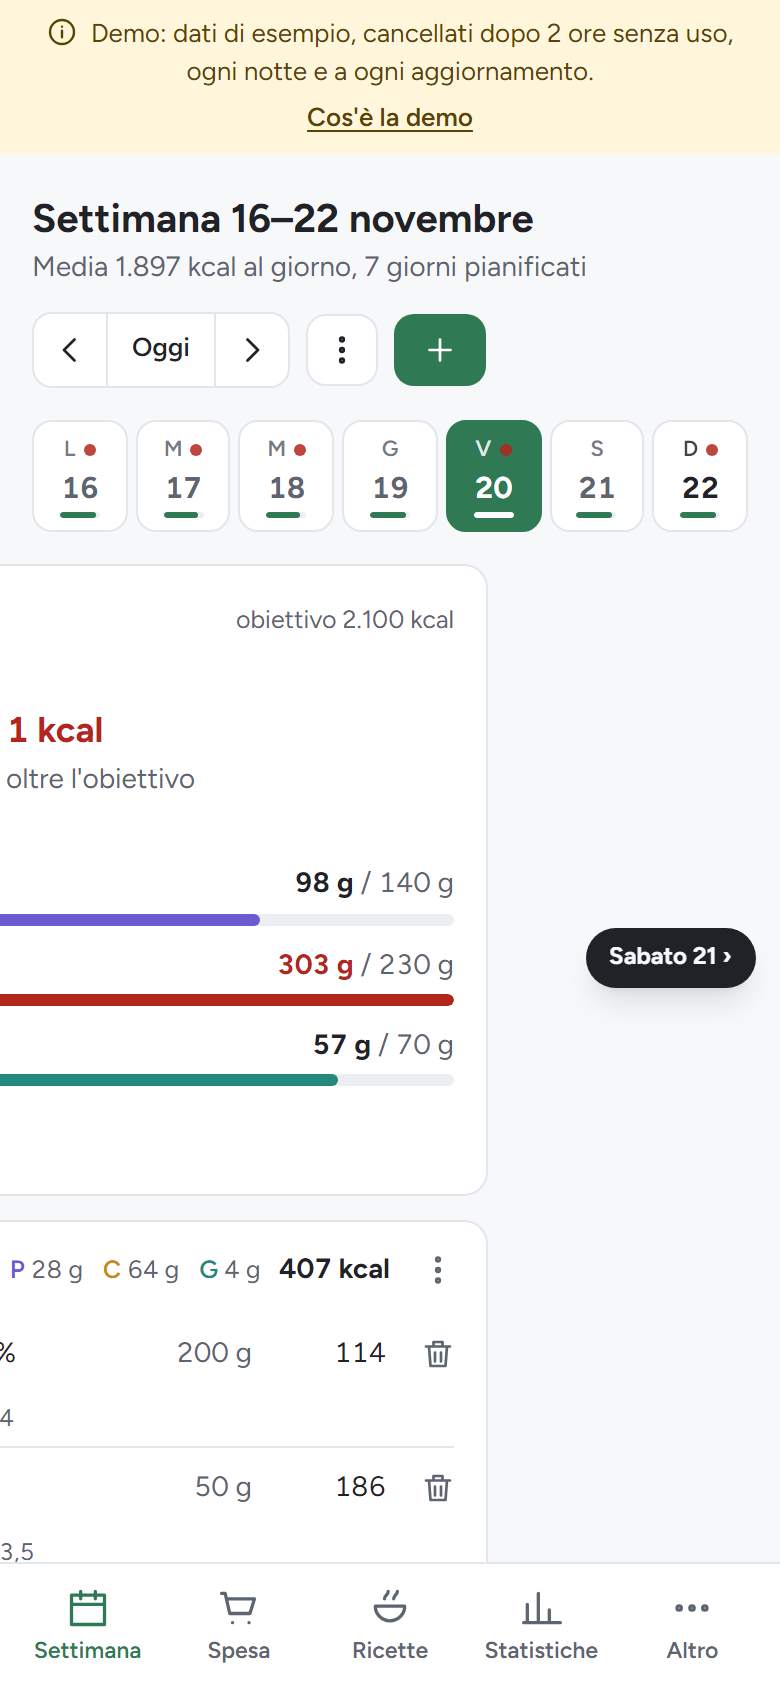 Demo: dati di esempio, cancellati dopo 2 ore senza uso,
ogni notte e a ogni aggiornamento.
Cos'è la demo
Settimana 16–22 novembre
Media 1.897 kcal al giorno, 7 giorni pianificati
Oggi
L M M G V S D
16 17 18 19 20 21 22
obiettivo 2.100 kcal
1 kcal
oltre l'obiettivo
98 g / 140 g
Sabato 21 ›
303 g / 230 g
57 g / 70 g
P 28 g C 64 g G 4 g 407 kcal
% 200 g 114
4
50 g 186
3,5
Settimana Spesa Ricette Statistiche Altro